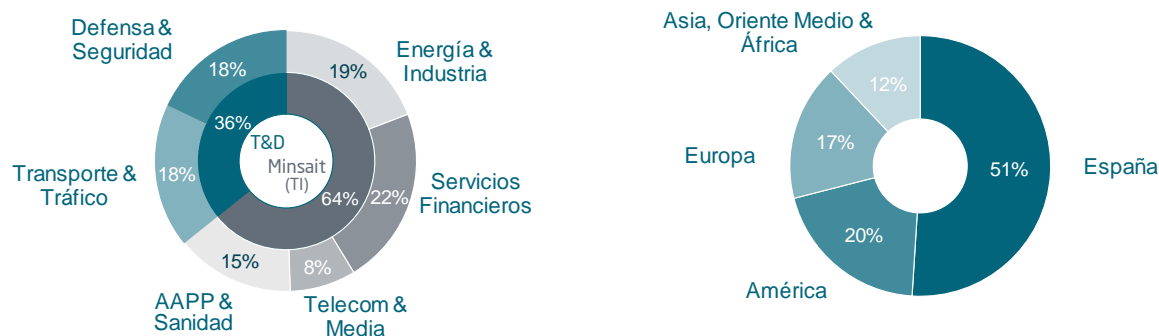 Defensa &
Seguridad
18%
Energía &
Industria
19%
36%
T&D
Minsait
(TI)
64%
Transporte &
Tráfico
18%
Servicios
Financieros
22%
15%
AAPP &
Sanidad
8%
Telecom &
Media
Asia, Oriente Medio &
África
12%
Europa
17%
51%
España
20%
América